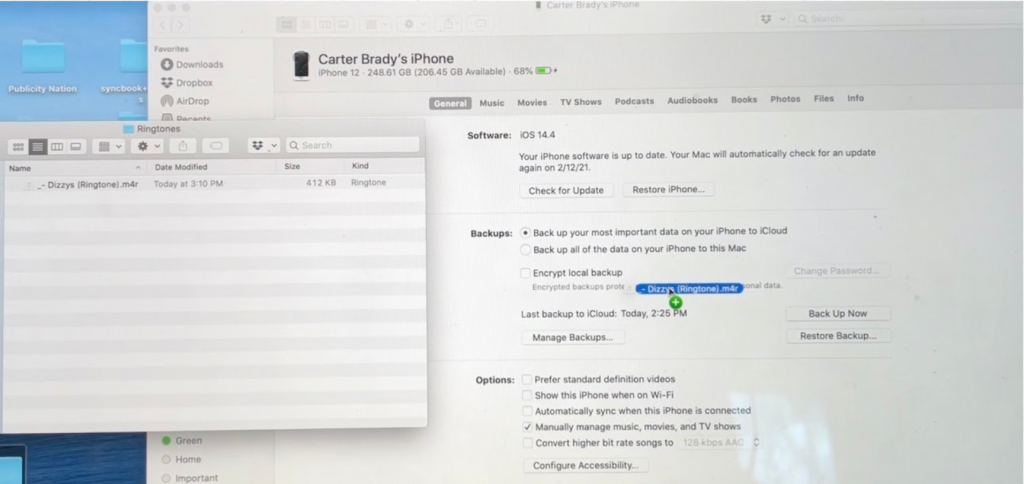 Carter Brady's iPhone
Search
Publicity Nation
syncbook+
s
Favorites
Downloads
Dropbox
AirDrop
Recents
Carter Brady's iPhone
iPhone 12 · 248.61 GB (206.45 GB Available) · 68%
General Music Movies TV Shows Podcasts Audiobooks Books Photos Files Info
Ringtones
Search
Name Date Modified Size Kind
_- Dizzys (Ringtone).m4r Today at 3:10 PM 412 KB Ringtone
Software: iOS 14.4
Your iPhone software is up to date. Your Mac will automatically check for an update
again on 2/12/21.
Check for Update Restore iPhone...
Backups: Back up your most important data on your iPhone to iCloud
Back up all of the data on your iPhone to this Mac
Encrypt local backup Change Password...
Encrypted backups prote - Dizzys (Ringtone).m4r onal data.
Last backup to iCloud: Today, 2:25 PM Back Up Now
Manage Backups... Restore Backup...
Options: Prefer standard definition videos
Show this iPhone when on Wi-Fi
Automatically sync when this iPhone is connected
Manually manage music, movies, and TV shows
Convert higher bit rate songs to 128 kbps AAC
Configure Accessibility...
Green
Home
Important